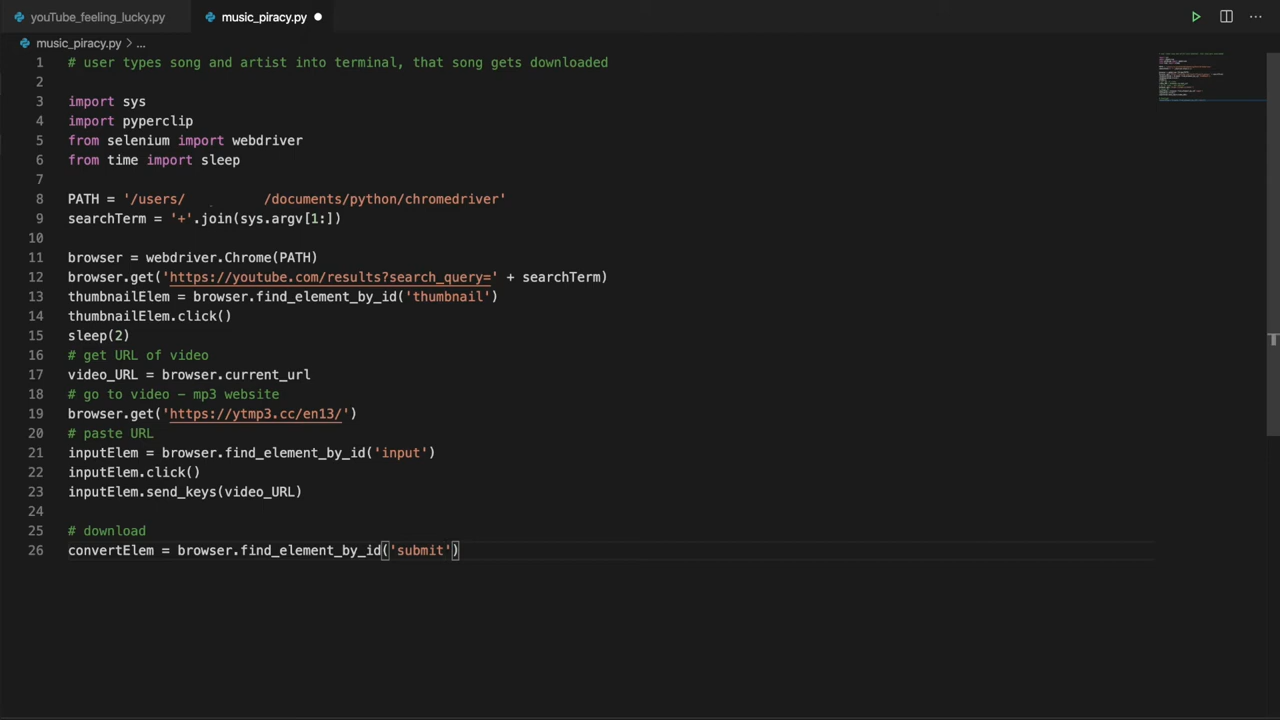 youTube_feeling_lucky.py music_piracy.py
music_piracy.py > ...
1 # user types song and artist into terminal, that song gets downloaded
2
3 import sys
4 import pyperclip
5 from selenium import webdriver
6 from time import sleep
7
8 PATH = '/users/ /documents/python/chromedriver'
9 searchTerm = '+'.join(sys.argv[1:])
10
11 browser = webdriver.Chrome(PATH)
12 browser.get('https://youtube.com/results?search_query=' + searchTerm)
13 thumbnailElem = browser.find_element_by_id('thumbnail')
14 thumbnailElem.click()
15 sleep(2)
16 # get URL of video
17 video_URL = browser.current_url
18 # go to video - mp3 website
19 browser.get('https://ytmp3.cc/en13/')
20 # paste URL
21 inputElem = browser.find_element_by_id('input')
22 inputElem.click()
23 inputElem.send_keys(video_URL)
24
25 # download
26 convertElem = browser.find_element_by_id('submit')